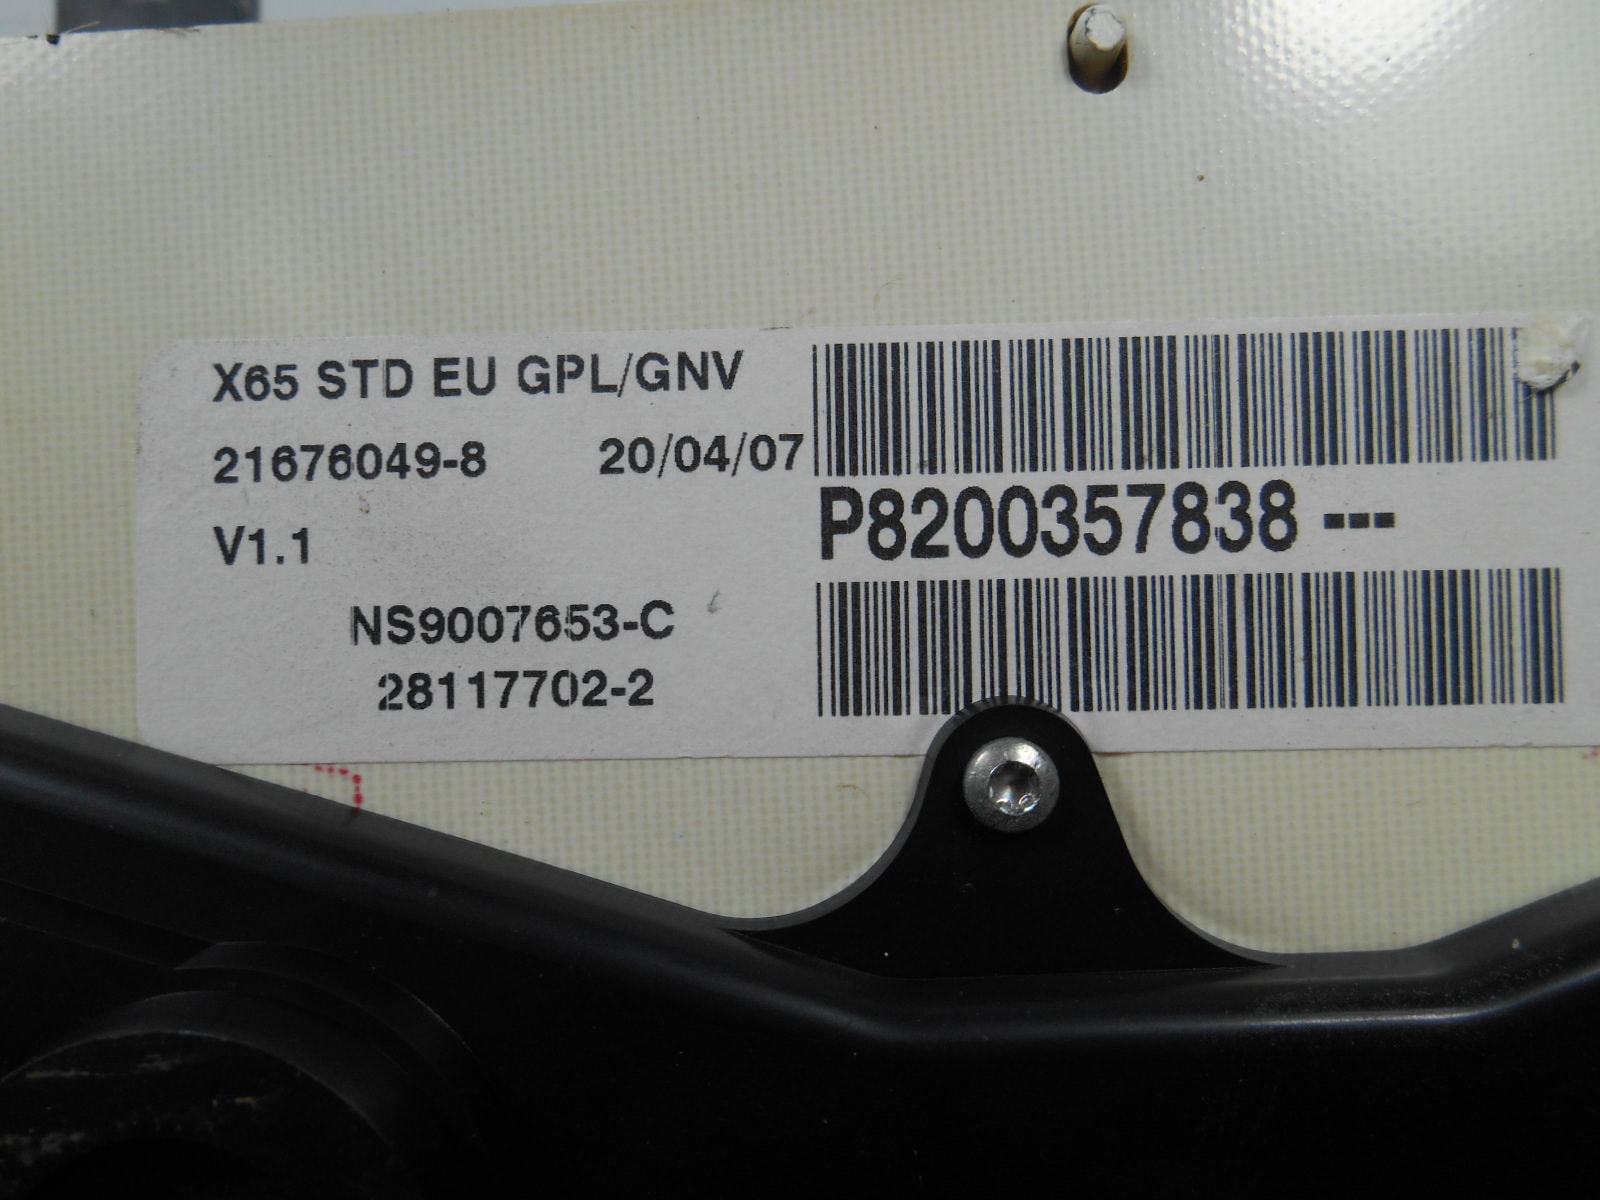 X65 STD EU GPL/GNV
21676049-8 20/04/07
V1.1
P8200357838 ---
NS9007653-C
28117702-2